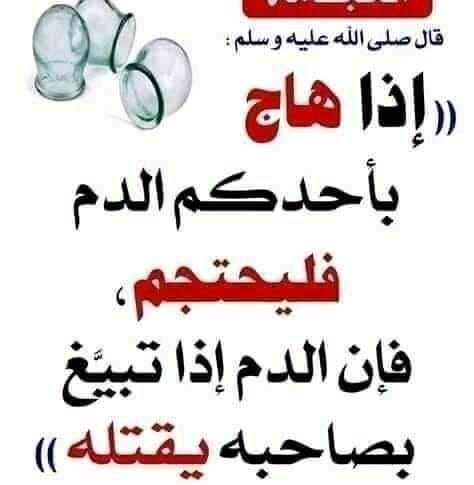 قال صلى الله عليه وسلم :
(( إذا هاج
بأحدكم الدم
فليحتجم ،
فإن الدم إذا تبيَّغ
بصاحبه يقتله ))